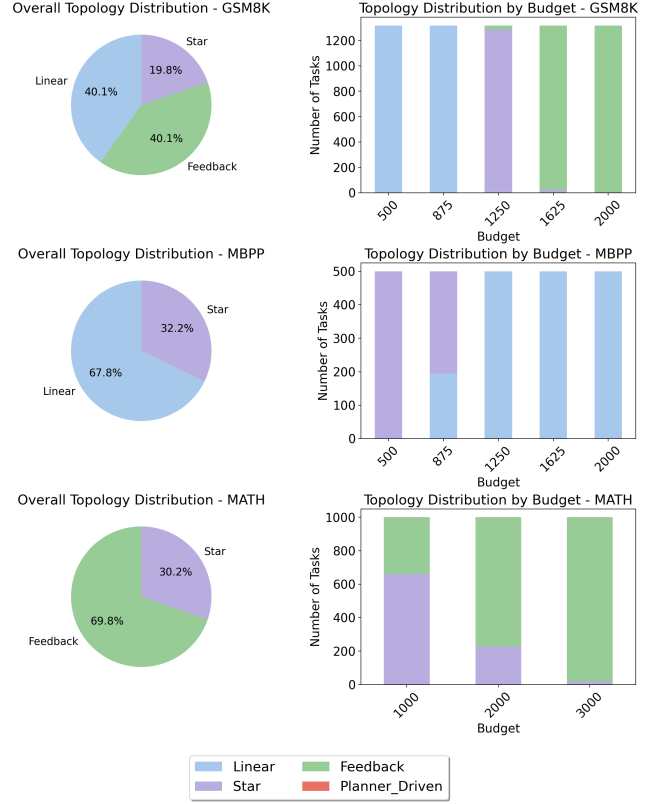 Overall Topology Distribution - GSM8K
Star
19.8%
Linear
40.1%
40.1%
Feedback
Topology Distribution by Budget - GSM8K
Number of Tasks
1200
1000
800
600
400
200
0
500 875 1250 1625 2000
Budget
Overall Topology Distribution - MBPP
Star
32.2%
67.8%
Linear
Topology Distribution by Budget - MBPP
Number of Tasks
500
400
300
200
100
0
500 875 1250 1625 2000
Budget
Overall Topology Distribution - MATH
Star
30.2%
69.8%
Feedback
Topology Distribution by Budget - MATH
Number of Tasks
1000
800
600
400
200
0
1000 2000 3000
Budget
Linear
Star
Feedback
Planner_Driven